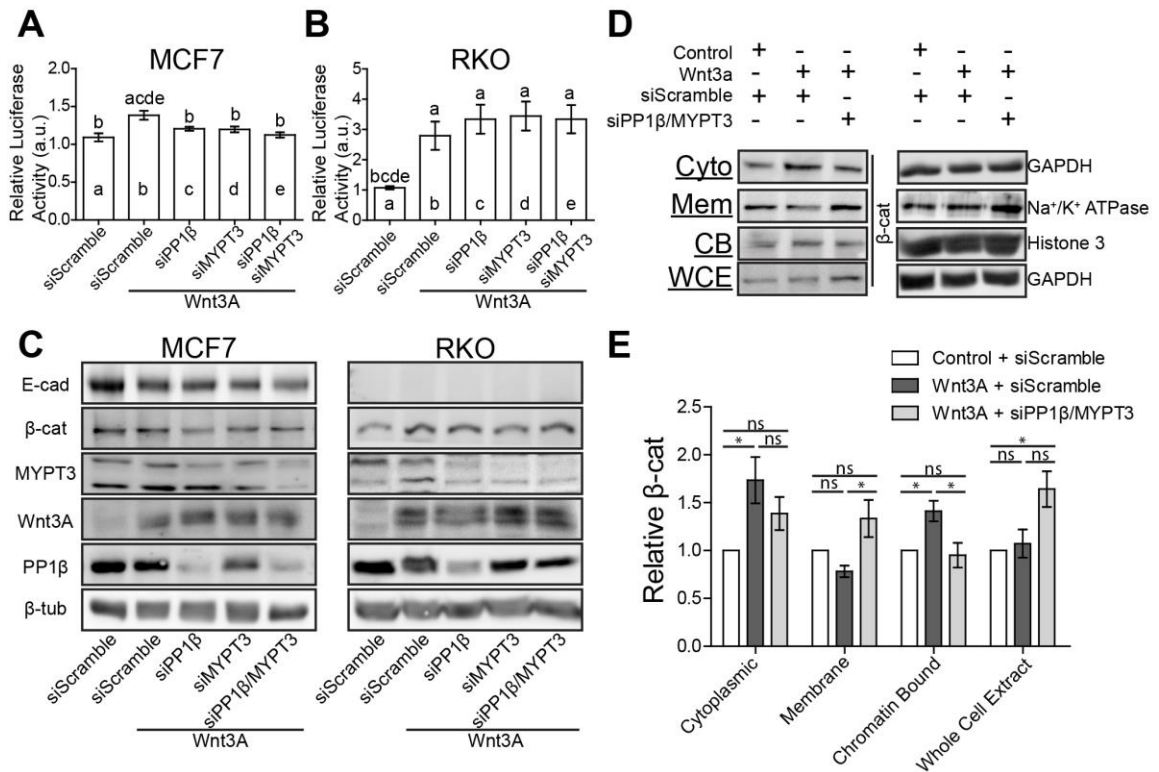 A
MCF7
Relative Luciferase
Activity (a.u.)
2.0
1.5
1.0
0.5
0.0
b acde b b b
a b c d e
siScramble siScramble siPP1β siMYPT3 siPP1β siMYPT3
Wnt3A
B
RKO
Relative Luciferase
Activity (a.u.)
5
4
3
2
1
0
bcde a a a a
a b c d e
siScramble siScramble siPP1β siMYPT3 siPP1β siMYPT3
Wnt3A
C
MCF7 RKO
E-cad
β-cat
MYPT3
Wnt3A
PP1β
β-tub
siScramble siScramble siPP1β siMYPT3 siPP1β/MYPT3
Wnt3A
siScramble siScramble siPP1β siMYPT3 siPP1β/MYPT3
Wnt3A
D
Control + - - + - -
Wnt3a - + + - + +
siScramble + + - + + -
siPP1β/MYPT3 - - + - - +
Cyto GAPDH
Mem Na⁺/K⁺ ATPase
CB Histone 3
WCE GAPDH
β-cat
E
Control + siScramble
Wnt3A + siScramble
Wnt3A + siPP1β/MYPT3
Relative β-cat
2.5
2.0
1.5
1.0
0.5
0.0
ns
* ns
ns
ns *
ns
* *
*
ns ns
Cytoplasmic
Membrane
Chromatin Bound
Whole Cell Extract